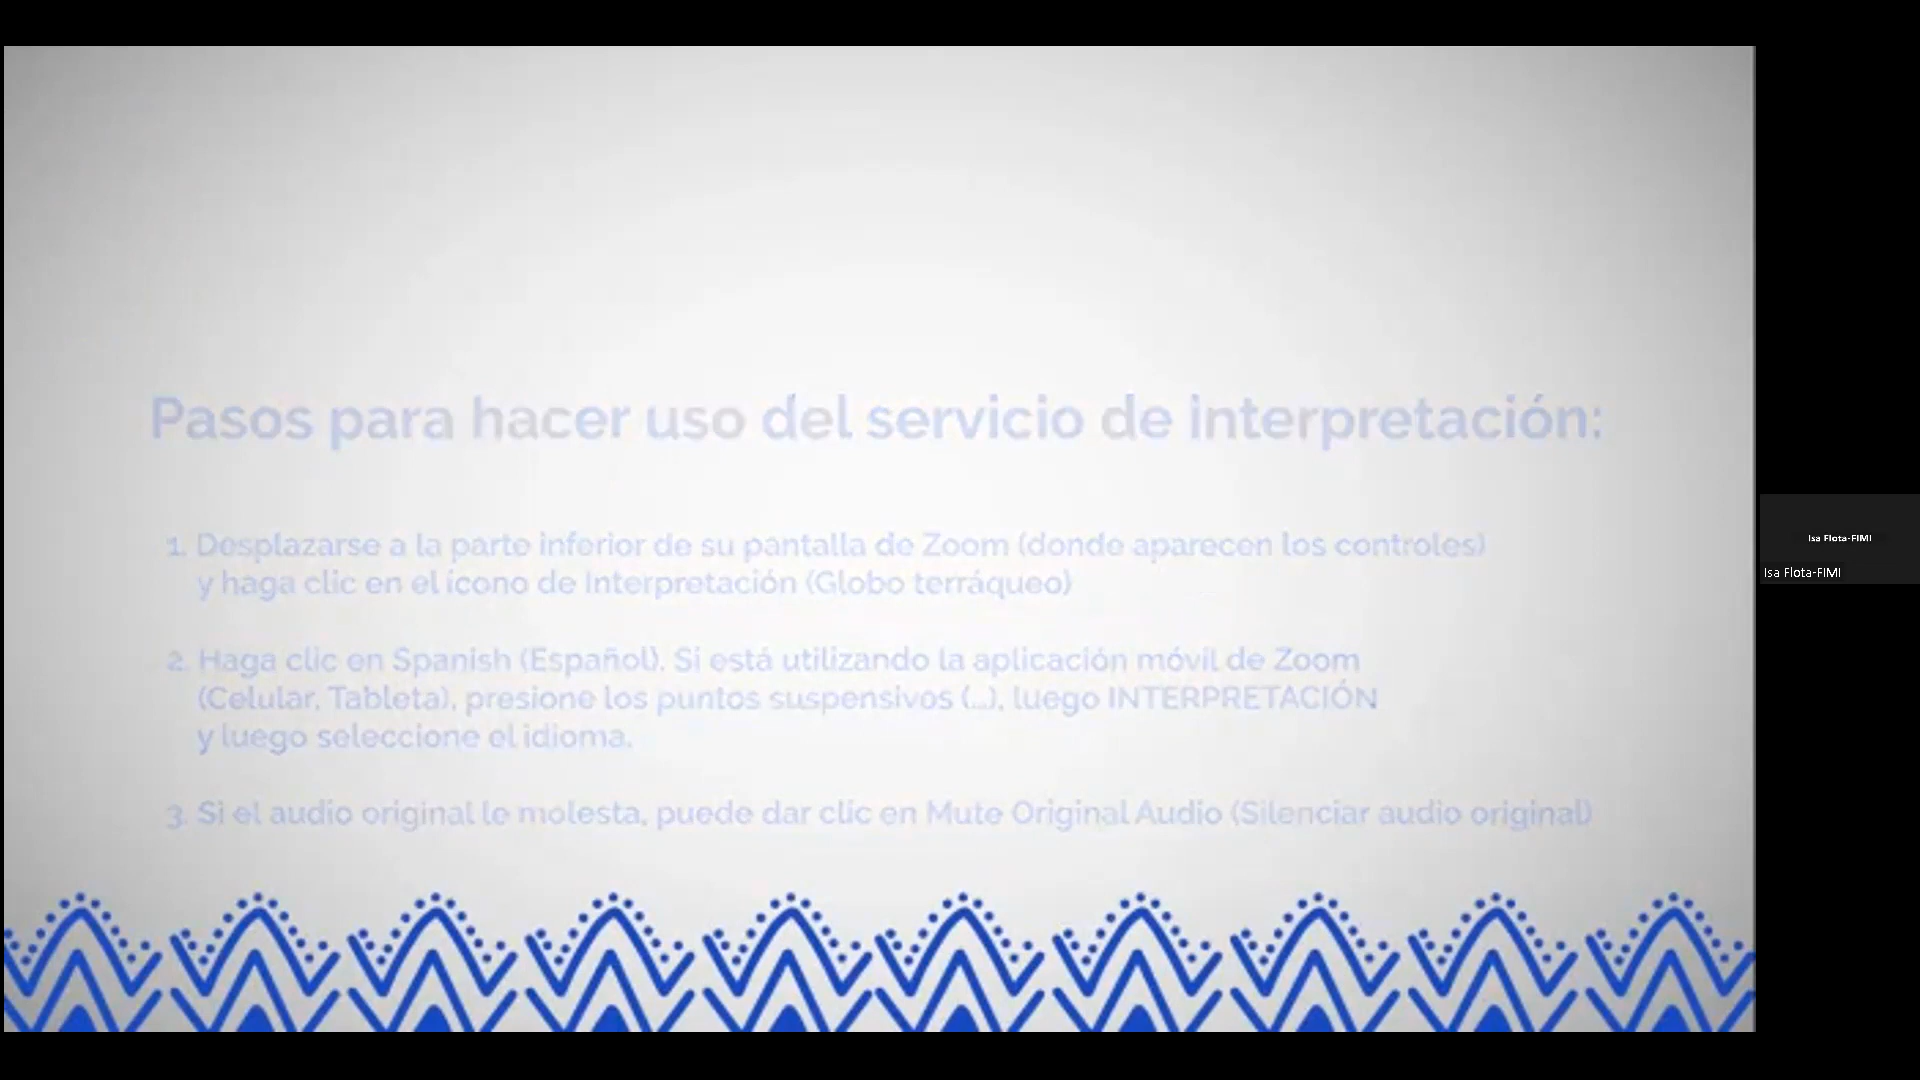 Pasos para hacer uso del servicio de interpretación:
1. Desplazarse a la parte inferior de su pantalla de Zoom (donde aparecen los controles)
y haga clic en el ícono de Interpretación (Globo terráqueo)
2. Haga clic en Spanish (Español). Si está utilizando la aplicación móvil de Zoom
(Celular, Tableta), presione los puntos suspensivos (...), luego INTERPRETACIÓN
y luego seleccione el idioma.
3. Si el audio original le molesta, puede dar clic en Mute Original Audio (Silenciar audio original)
Isa Flota-FIMI
Isa Flota-FIMI